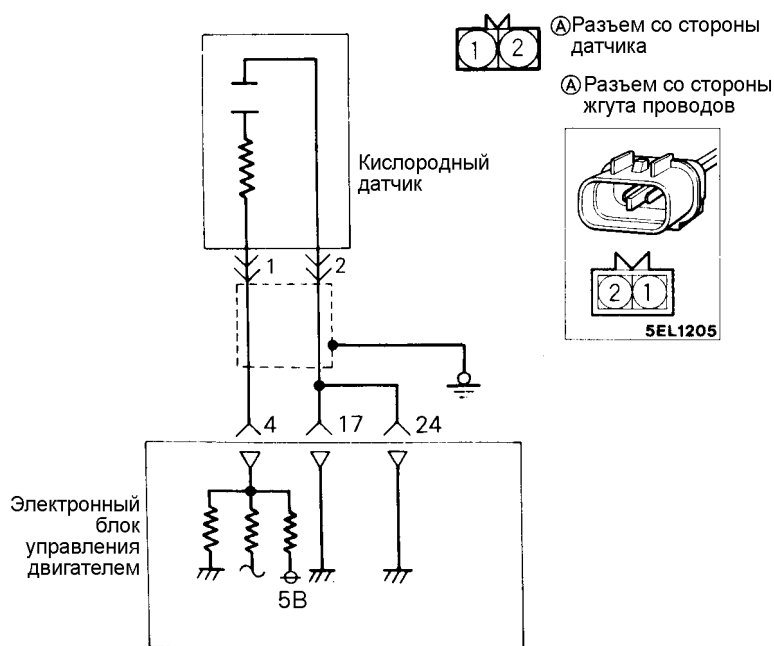 1 2
Ⓐ Разъем со стороны
датчика
Ⓐ Разъем со стороны
жгута проводов
2 1
5EL1205
Кислородный
датчик
1 2
4 17 24
Электронный
блок
управления
двигателем
5В